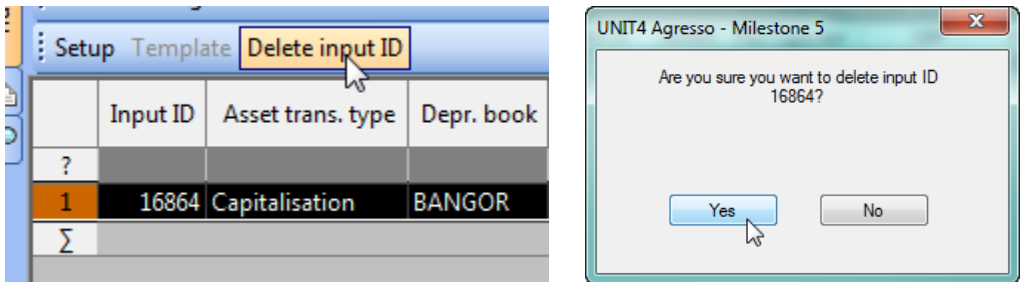 Setup Template Delete input ID
Input ID Asset trans. type Depr. book
?
1 16864 Capitalisation BANGOR
Σ
UNIT4 Agresso - Milestone 5
Are you sure you want to delete input ID
16864?
Yes No